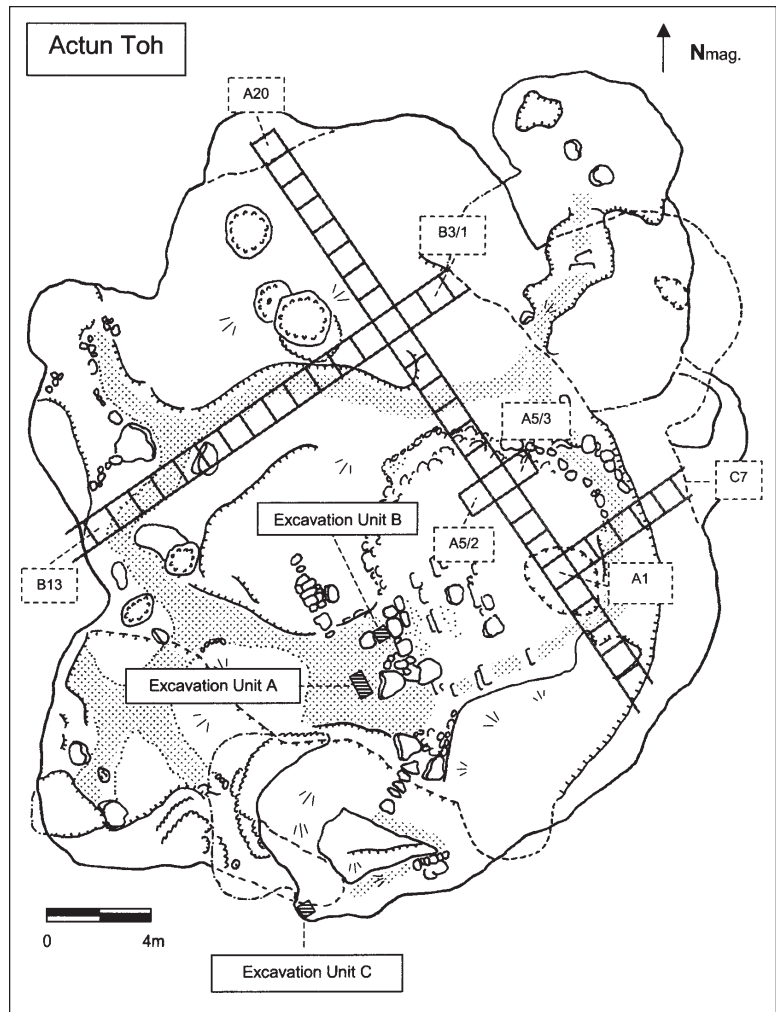 Actun Toh
Nmag.
A20
B3/1
A5/3
C7
Excavation Unit B
A5/2
A1
B13
Excavation Unit A
0 4m
Excavation Unit C